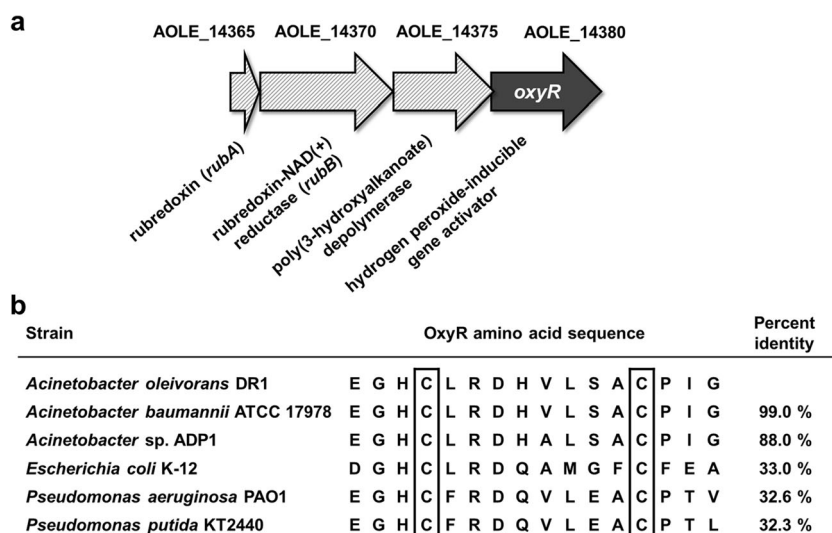 a
AOLE_14365 AOLE_14370 AOLE_14375 AOLE_14380
oxyR
rubredoxin (rubA)
rubredoxin-NAD(+)
reductase (rubB)
poly(3-hydroxyalkanoate)
depolymerase
hydrogen peroxide-inducible
gene activator
b
Strain OxyR amino acid sequence Percent identity
Acinetobacter oleivorans DR1 E G H C L R D H V L S A C P I G
Acinetobacter baumannii ATCC 17978 E G H C L R D H V L S A C P I G 99.0 %
Acinetobacter sp. ADP1 E G H C L R D H A L S A C P I G 88.0 %
Escherichia coli K-12 D G H C L R D Q A M G F C F E A 33.0 %
Pseudomonas aeruginosa PAO1 E G H C F R D Q V L E A C P T V 32.6 %
Pseudomonas putida KT2440 E G H C F R D Q V L E A C P T L 32.3 %